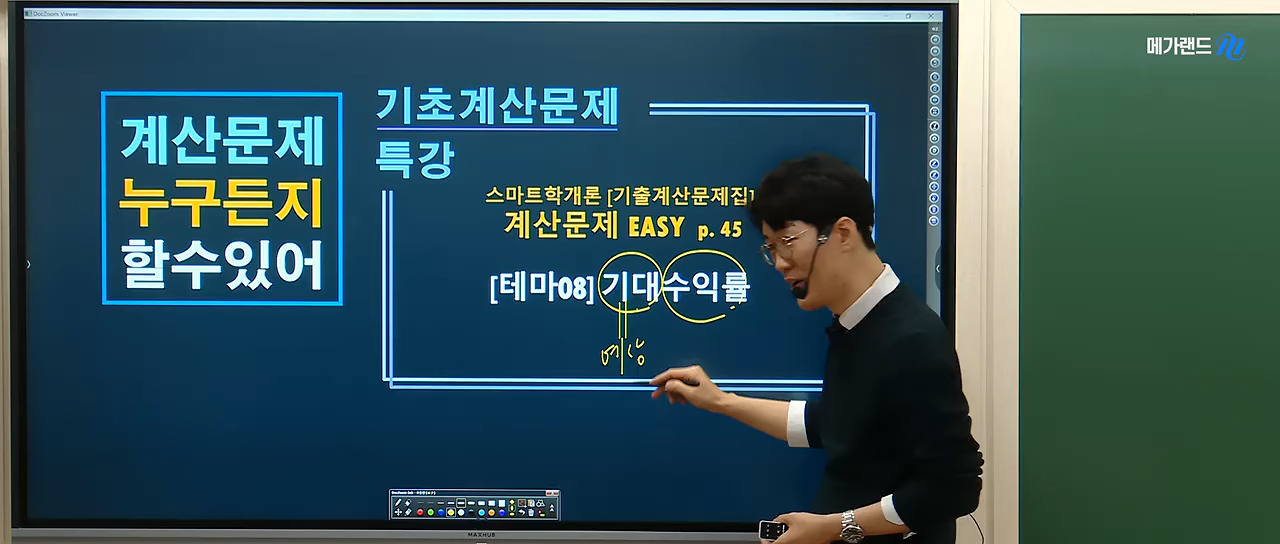 DocZoom Viewer
메가랜드
계산문제
누구든지
할수있어
기초계산문제
특강
스마트학개론 [기출계산문제집]
계산문제 EASY p. 45
[테마08] 기대수익률
예상
MAXHUB